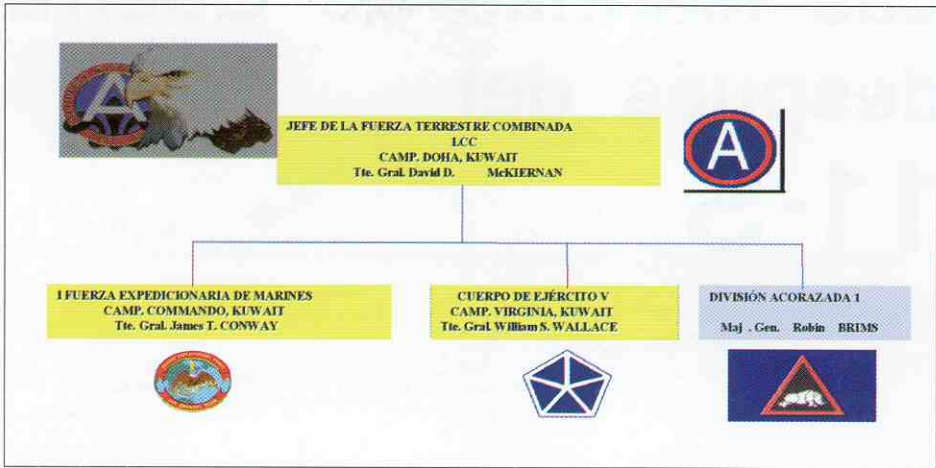 JEFE DE LA FUERZA TERRESTRE COMBINADA
LCC
CAMP. DOHA, KUWAIT
Tte. Gral. David D. McKIERNAN
A
A
I FUERZA EXPEDICIONARIA DE MARINES
CAMP. COMMANDO, KUWAIT
Tte. Gral. James T. CONWAY
CUERPO DE EJÉRCITO V
CAMP. VIRGINIA, KUWAIT
Tte. Gral. William S. WALLACE
DIVISIÓN ACORAZADA 1
Maj . Gen. Robin BRIMS